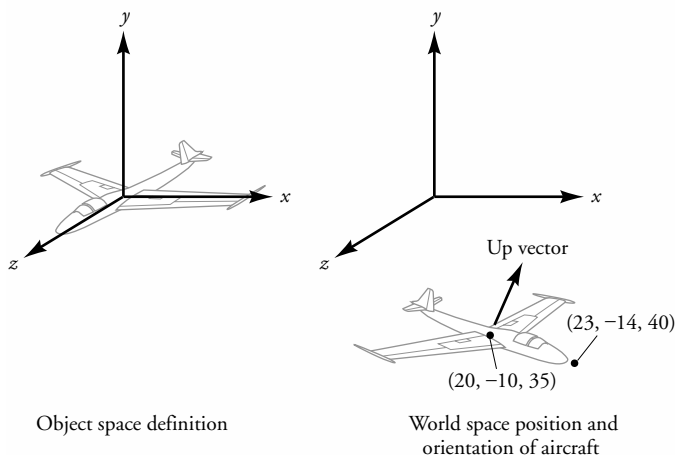 y
y
x
x
z
z
Up vector
(23, −14, 40)
(20, −10, 35)
Object space definition
World space position and
orientation of aircraft